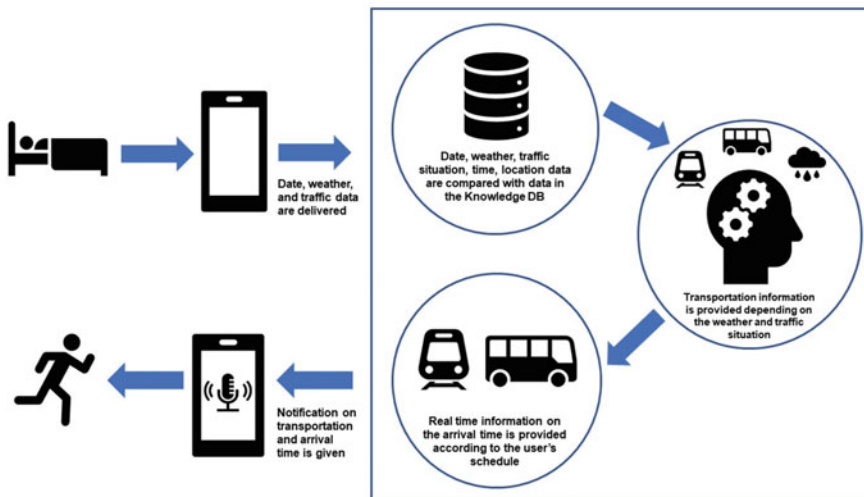 Date, weather,
and traffic data
are delivered
Date, weather, traffic
situation, time, location data
are compared with data in
the Knowledge DB
Transportation information
is provided depending on
the weather and traffic
situation
Real time information on
the arrival time is provided
according to the user's
schedule
Notification on
transportation
and arrival
time is given